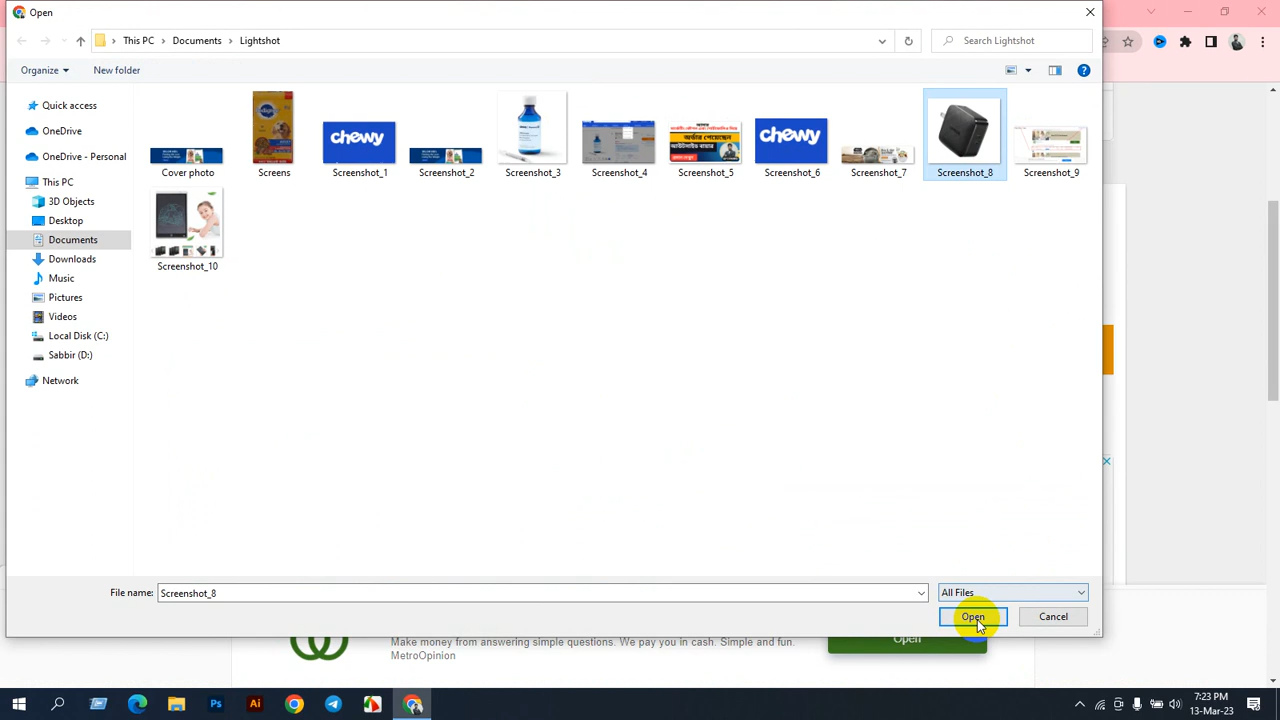 Open
This PC
Documents
Lightshot
Search Lightshot
Organize
New folder
Quick access
OneDrive
OneDrive - Personal
This PC
3D Objects
Desktop
Documents
Downloads
Music
Pictures
Videos
Local Disk (C:)
Sabbir (D:)
Network
chewy
chewy
অর্ডার পেয়েছেন
Cover photo
Screens
Screenshot_1
Screenshot_2
Screenshot_3
Screenshot_4
Screenshot_5
Screenshot_6
Screenshot_7
Screenshot_8
Screenshot_9
Screenshot_10
File name:
Screenshot_8
All Files
Open
Cancel
Make money from answering simple questions. We pay you in cash. Simple and fun.
MetroOpinion
Open
Ps
Ai
7:23 PM
13-Mar-23